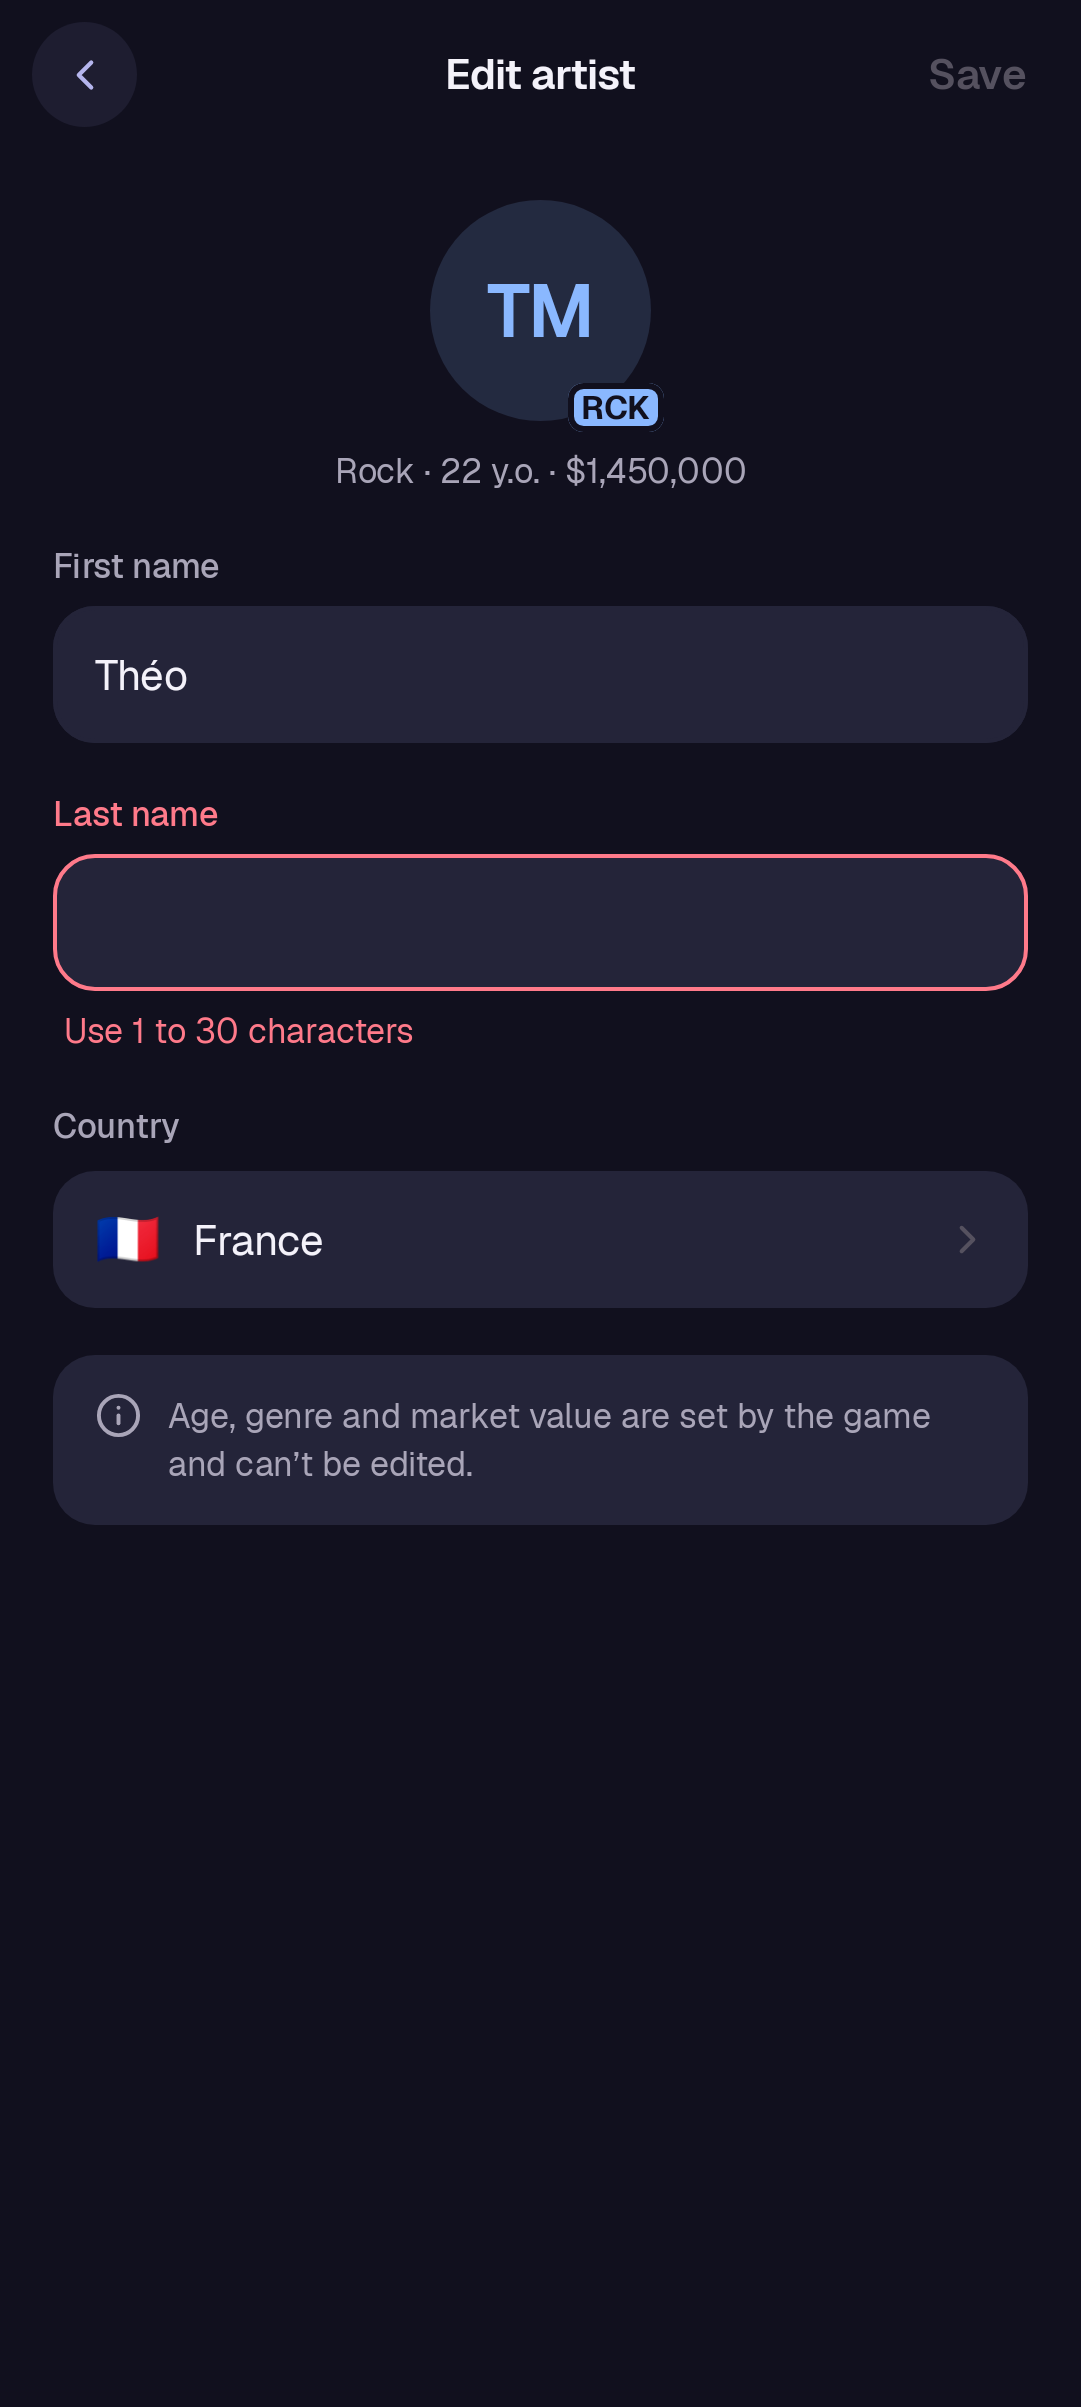 Edit artist
Save
TM
RCK
Rock · 22 y.o. · $1,450,000
First name
Théo
Last name
Use 1 to 30 characters
Country
France
Age, genre and market value are set by the game
and can’t be edited.